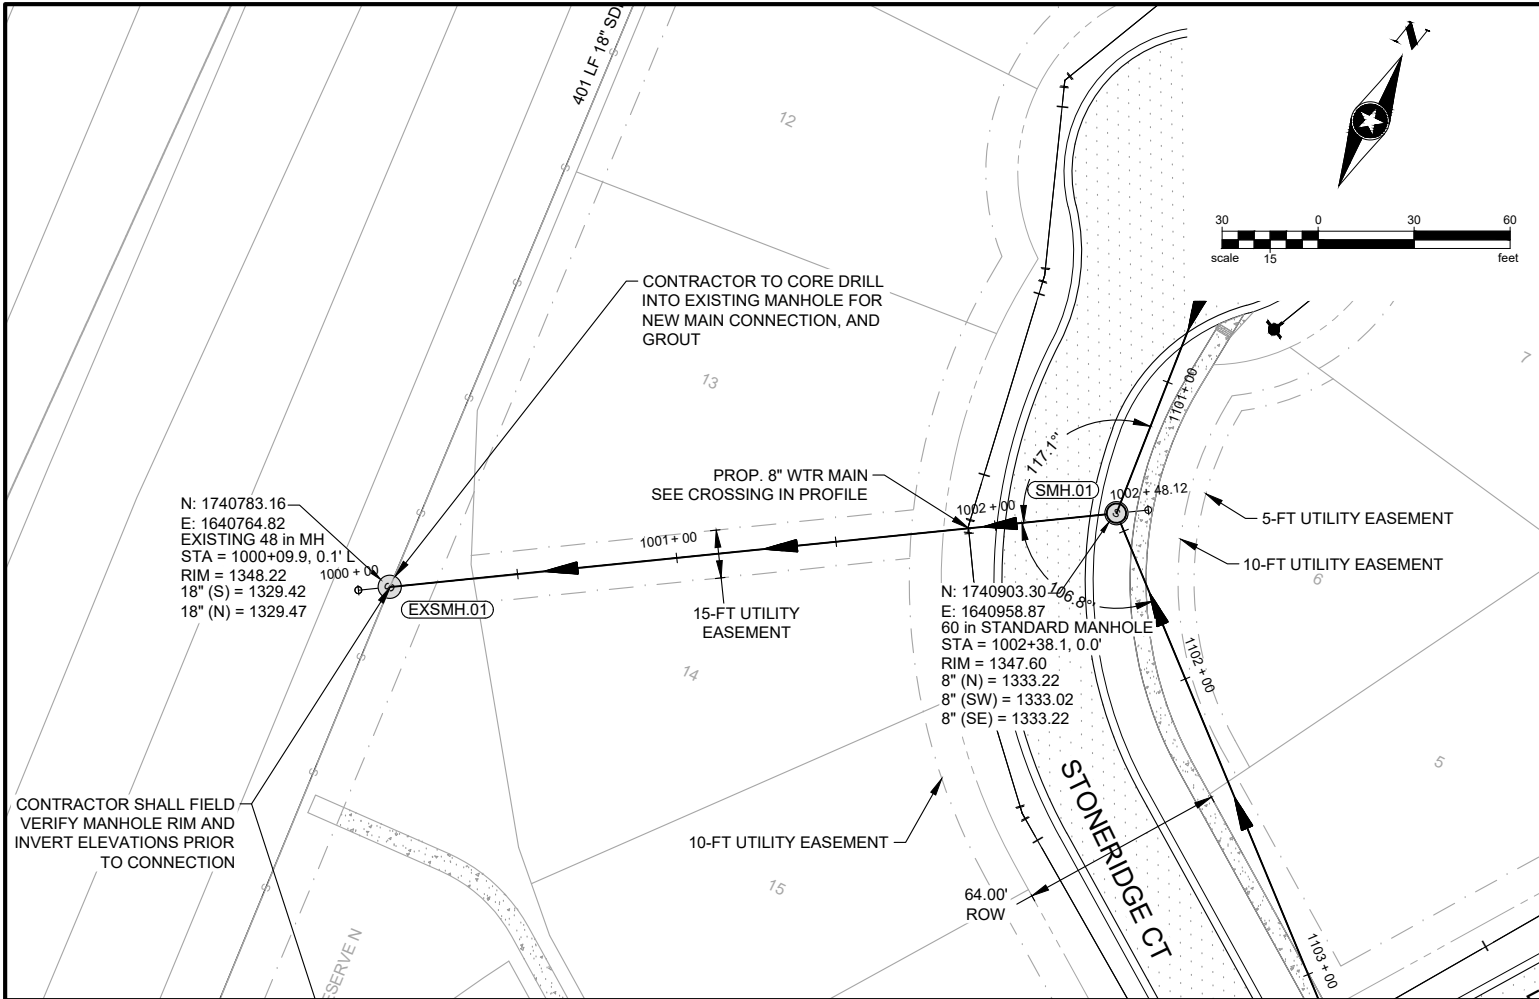 401 LF 18" SD
N
30 0 30 60
scale 15 feet
12
CONTRACTOR TO CORE DRILL
INTO EXISTING MANHOLE FOR
NEW MAIN CONNECTION, AND
GROUT
13
7
1101+00
117.1°
PROP. 8" WTR MAIN
SEE CROSSING IN PROFILE
SMH.01
1002 + 48.12
1002 + 00
5-FT UTILITY EASEMENT
10-FT UTILITY EASEMENT
6
N: 1740783.16
E: 1640764.82
EXISTING 48 in MH
STA = 1000+09.9, 0.1' L
RIM = 1348.22
18" (S) = 1329.42
18" (N) = 1329.47
1000 + 00
EXSMH.01
1001 + 00
15-FT UTILITY
EASEMENT
106.8°
N: 1740903.30
E: 1640958.87
60 in STANDARD MANHOLE
STA = 1002+38.1, 0.0'
RIM = 1347.60
8" (N) = 1333.22
8" (SW) = 1333.02
8" (SE) = 1333.22
1102 + 00
14
5
CONTRACTOR SHALL FIELD
VERIFY MANHOLE RIM AND
INVERT ELEVATIONS PRIOR
TO CONNECTION
10-FT UTILITY EASEMENT
15
64.00'
ROW
STONERIDGE CT
1103 + 00
ESERVE N
S
S
S
S
S
S
S
S
S
S
S